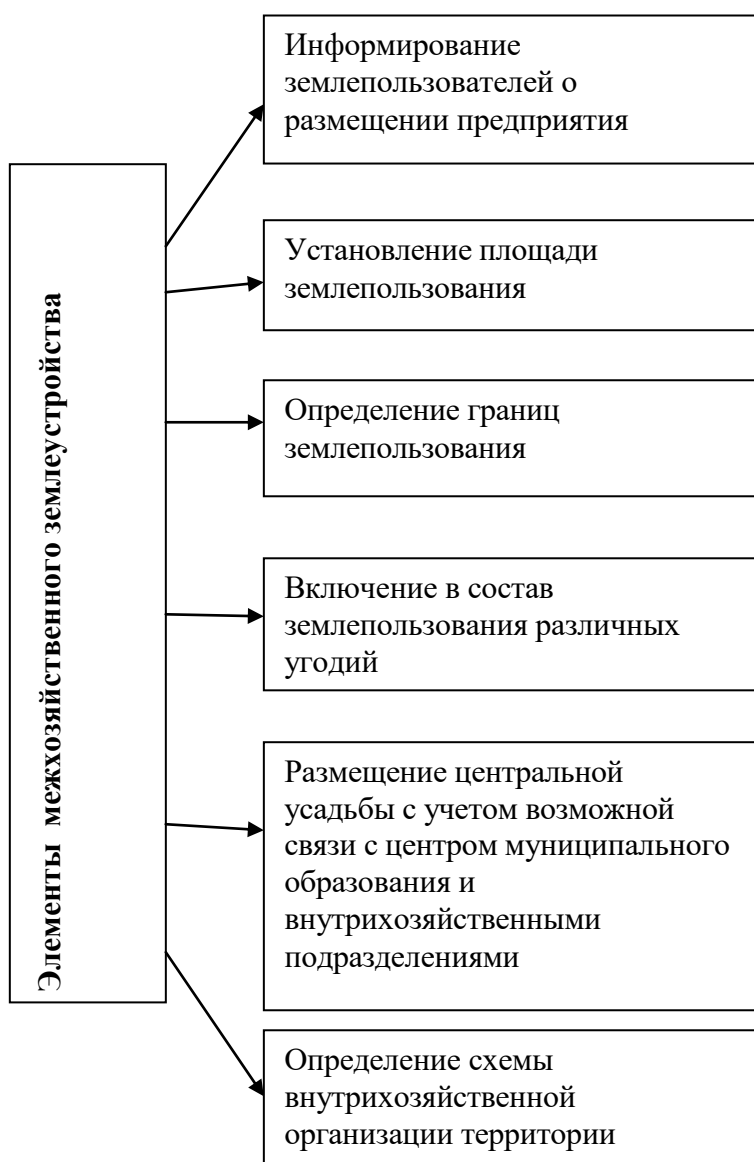 Элементы межхозяйственного землеустройства
Информирование
землепользователей о
размещении предприятия
Установление площади
землепользования
Определение границ
землепользования
Включение в состав
землепользования различных
угодий
Размещение центральной
усадьбы с учетом возможной
связи с центром муниципального
образования и
внутрихозяйственными
подразделениями
Определение схемы
внутрихозяйственной
организации территории